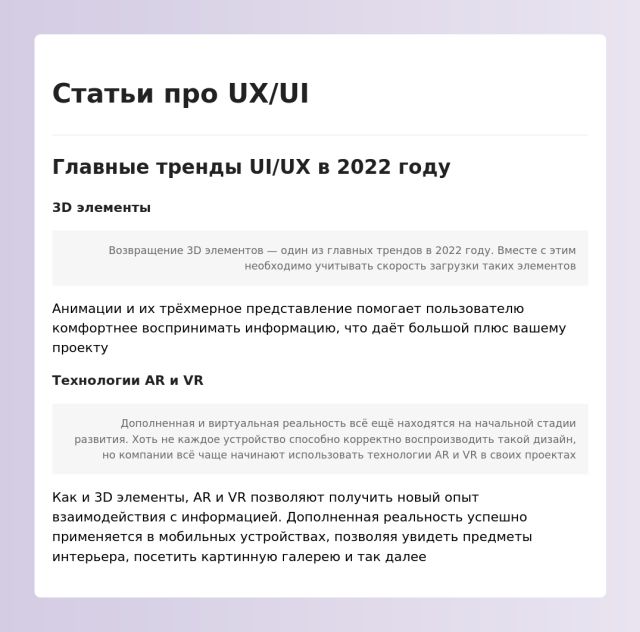 Статьи про UX/UI
Главные тренды UI/UX в 2022 году
3D элементы
Возвращение 3D элементов — один из главных трендов в 2022 году. Вместе с этим
необходимо учитывать скорость загрузки таких элементов
Анимации и их трёхмерное представление помогает пользователю
комфортнее воспринимать информацию, что даёт большой плюс вашему
проекту
Технологии AR и VR
Дополненная и виртуальная реальность всё ещё находятся на начальной стадии
развития. Хоть не каждое устройство способно корректно воспроизводить такой дизайн,
но компании всё чаще начинают использовать технологии AR и VR в своих проектах
Как и 3D элементы, AR и VR позволяют получить новый опыт
взаимодействия с информацией. Дополненная реальность успешно
применяется в мобильных устройствах, позволяя увидеть предметы
интерьера, посетить картинную галерею и так далее